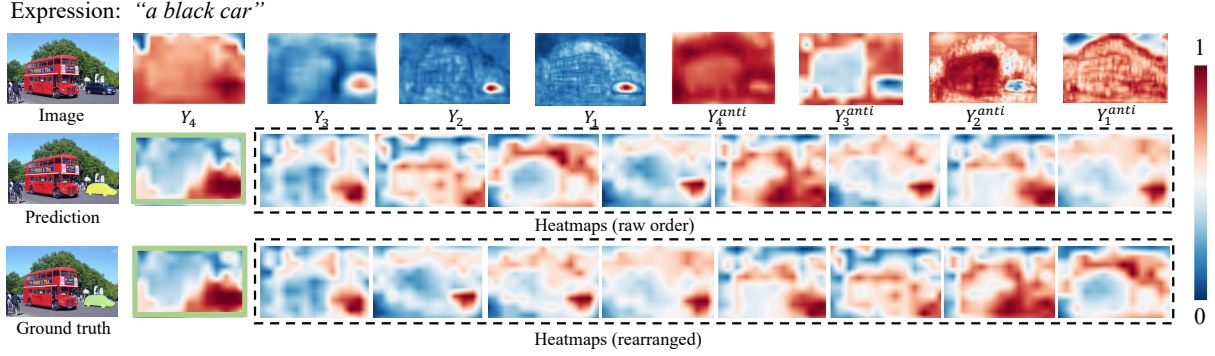 Expression: “a black car”
1
Image
Y₄
Y₃
Y₂
Y₁
Y₄ᵃⁿᵗⁱ
Y₃ᵃⁿᵗⁱ
Y₂ᵃⁿᵗⁱ
Y₁ᵃⁿᵗⁱ
Prediction
Heatmaps (raw order)
Ground truth
0
Heatmaps (rearranged)